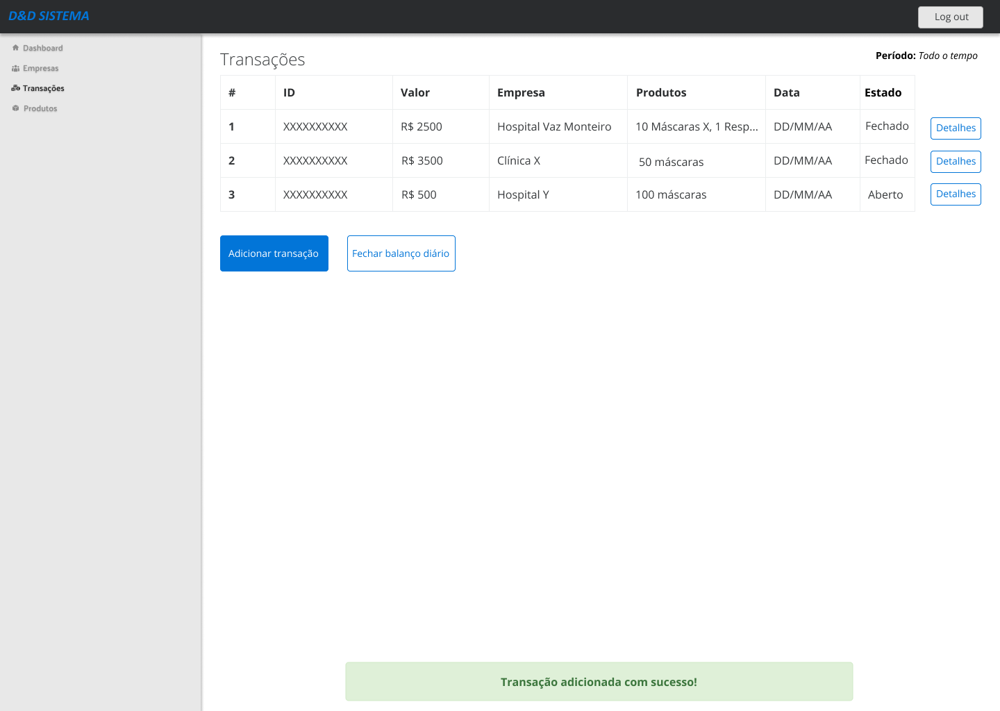 D&D SISTEMA
Log out
Dashboard
Empresas
Transações
Produtos
Transações
Período: Todo o tempo
# ID Valor Empresa Produtos Data Estado
1 XXXXXXXXXX R$ 2500 Hospital Vaz Monteiro 10 Máscaras X, 1 Resp... DD/MM/AA Fechado Detalhes
2 XXXXXXXXXX R$ 3500 Clínica X 50 máscaras DD/MM/AA Fechado Detalhes
3 XXXXXXXXXX R$ 500 Hospital Y 100 máscaras DD/MM/AA Aberto Detalhes
Adicionar transação Fechar balanço diário
Transação adicionada com sucesso!